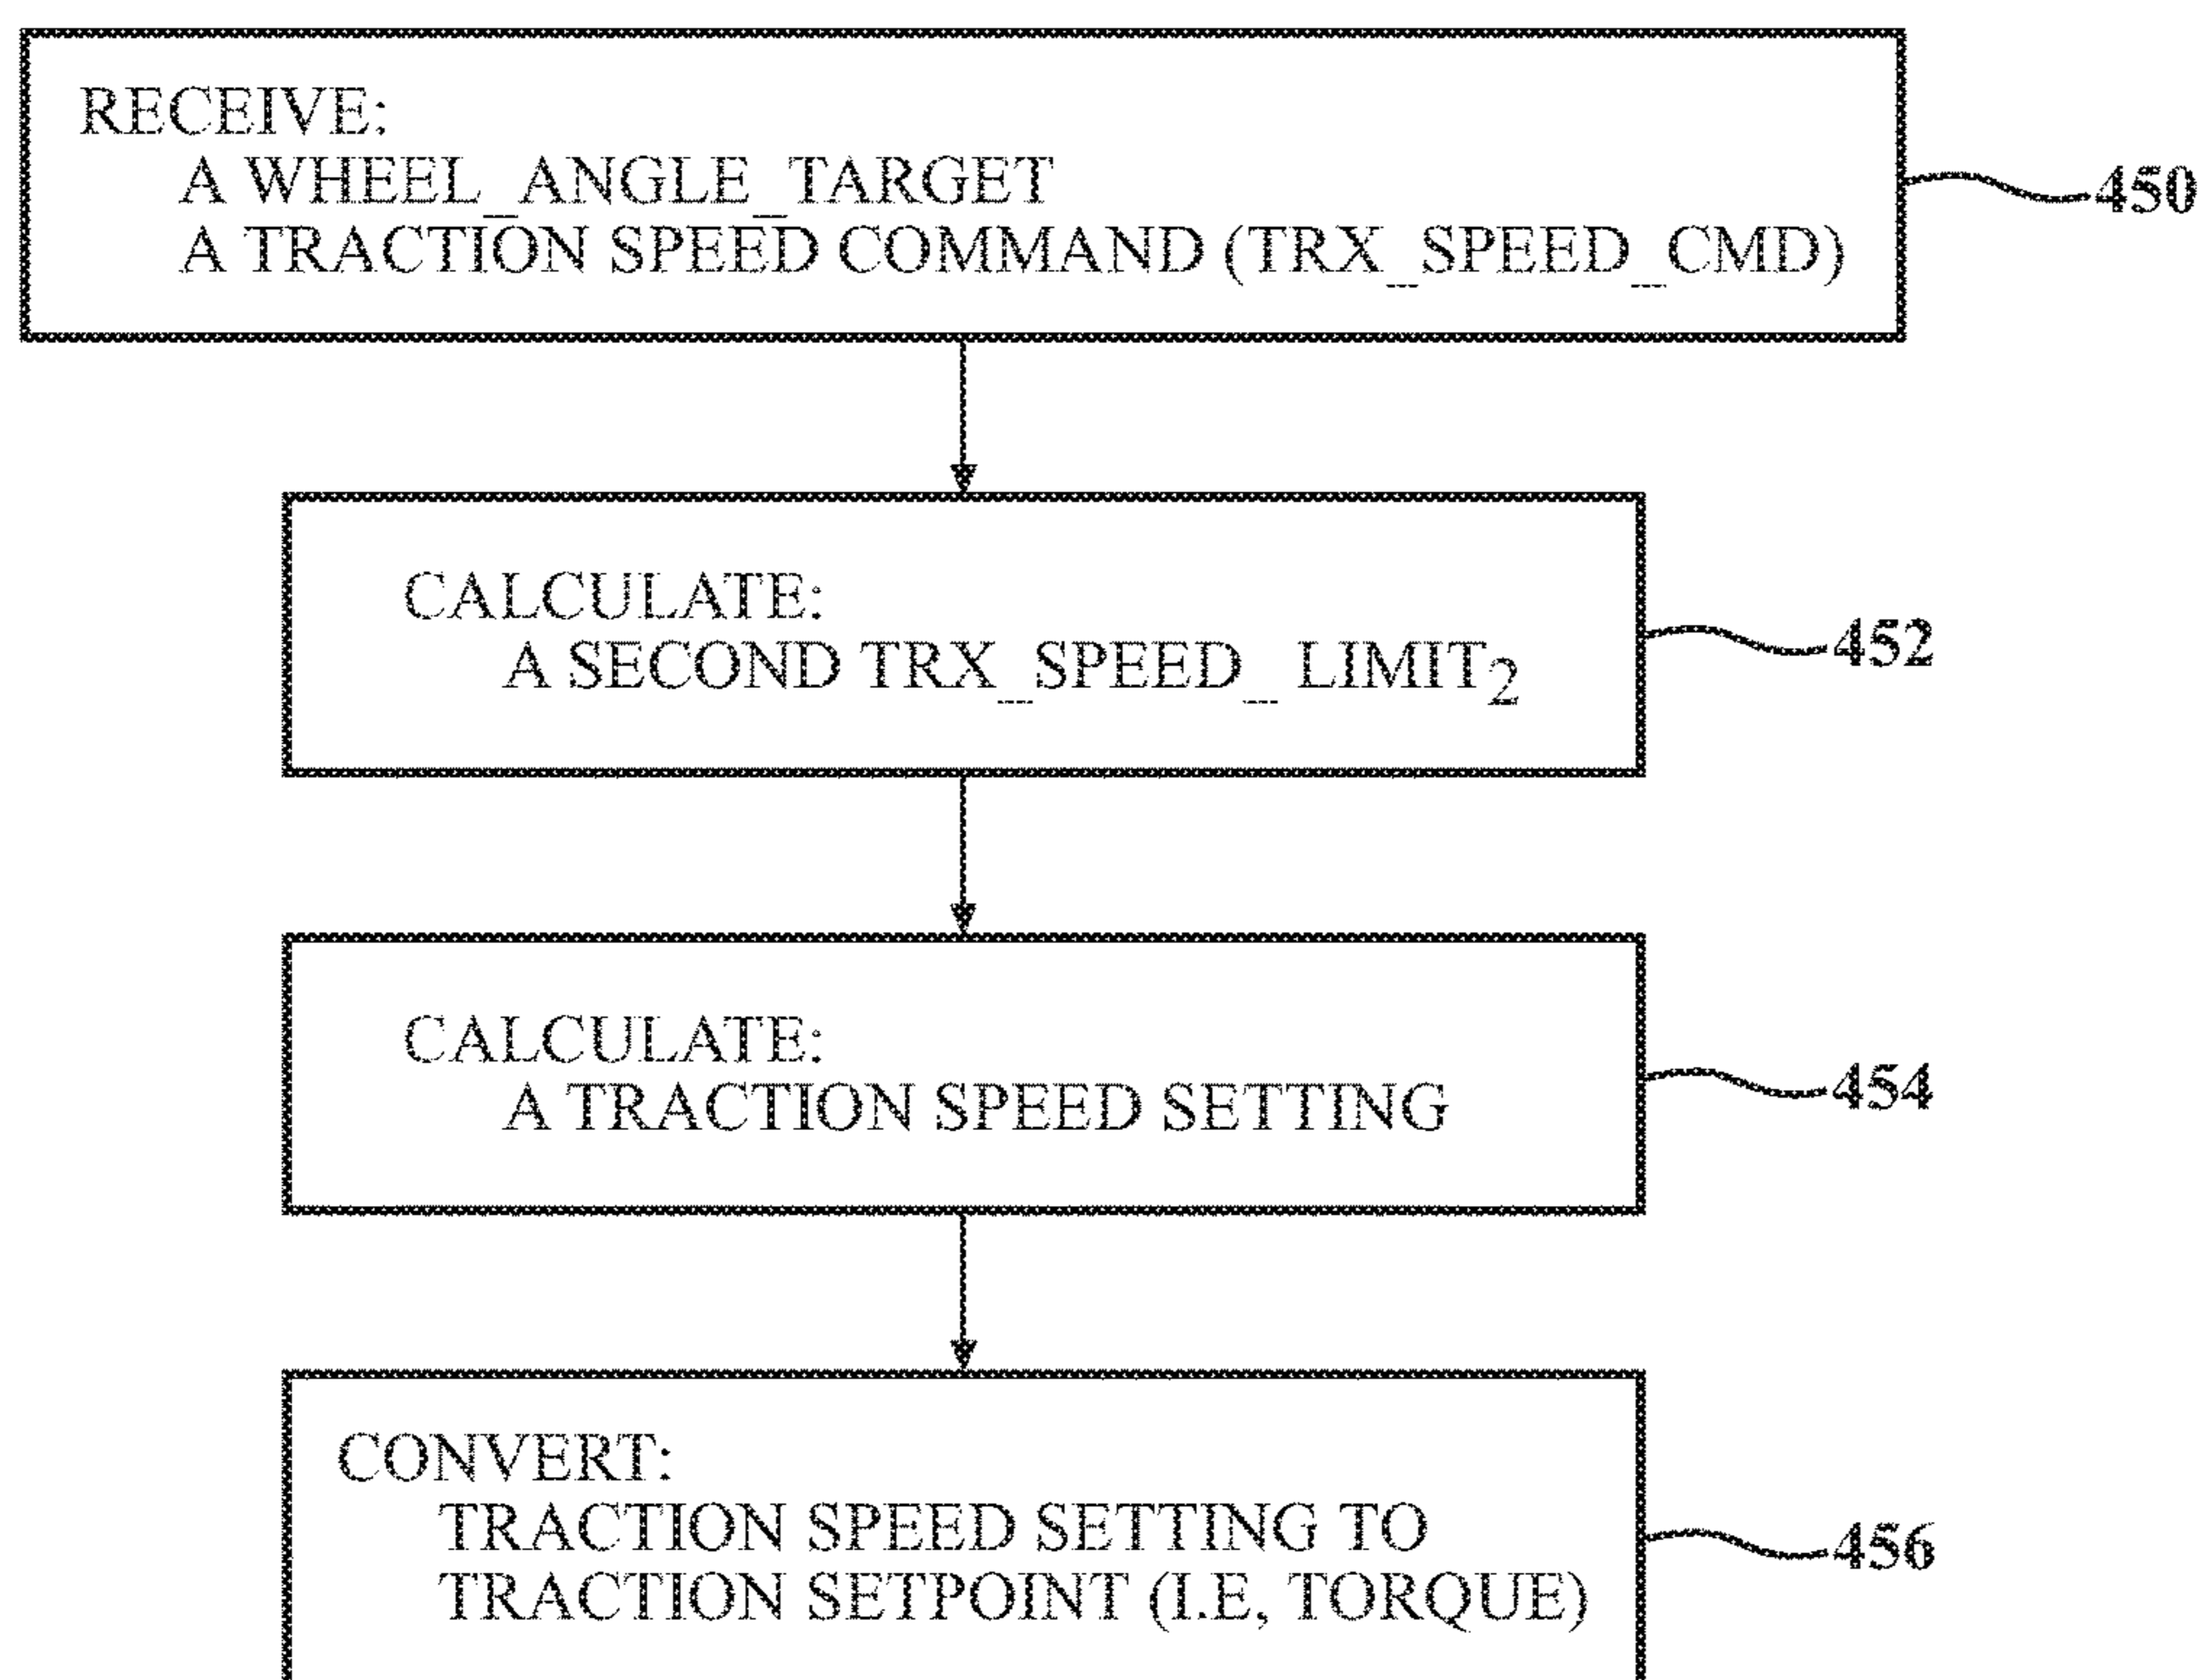 RECEIVE:
A WHEEL_ANGLE_TARGET
A TRACTION SPEED COMMAND (TRX_SPEED_CMD)
450
CALCULATE:
A SECOND TRX_SPEED_ LIMIT₂
452
CALCULATE:
A TRACTION SPEED SETTING
454
CONVERT:
TRACTION SPEED SETTING TO
TRACTION SETPOINT (I.E, TORQUE)
456